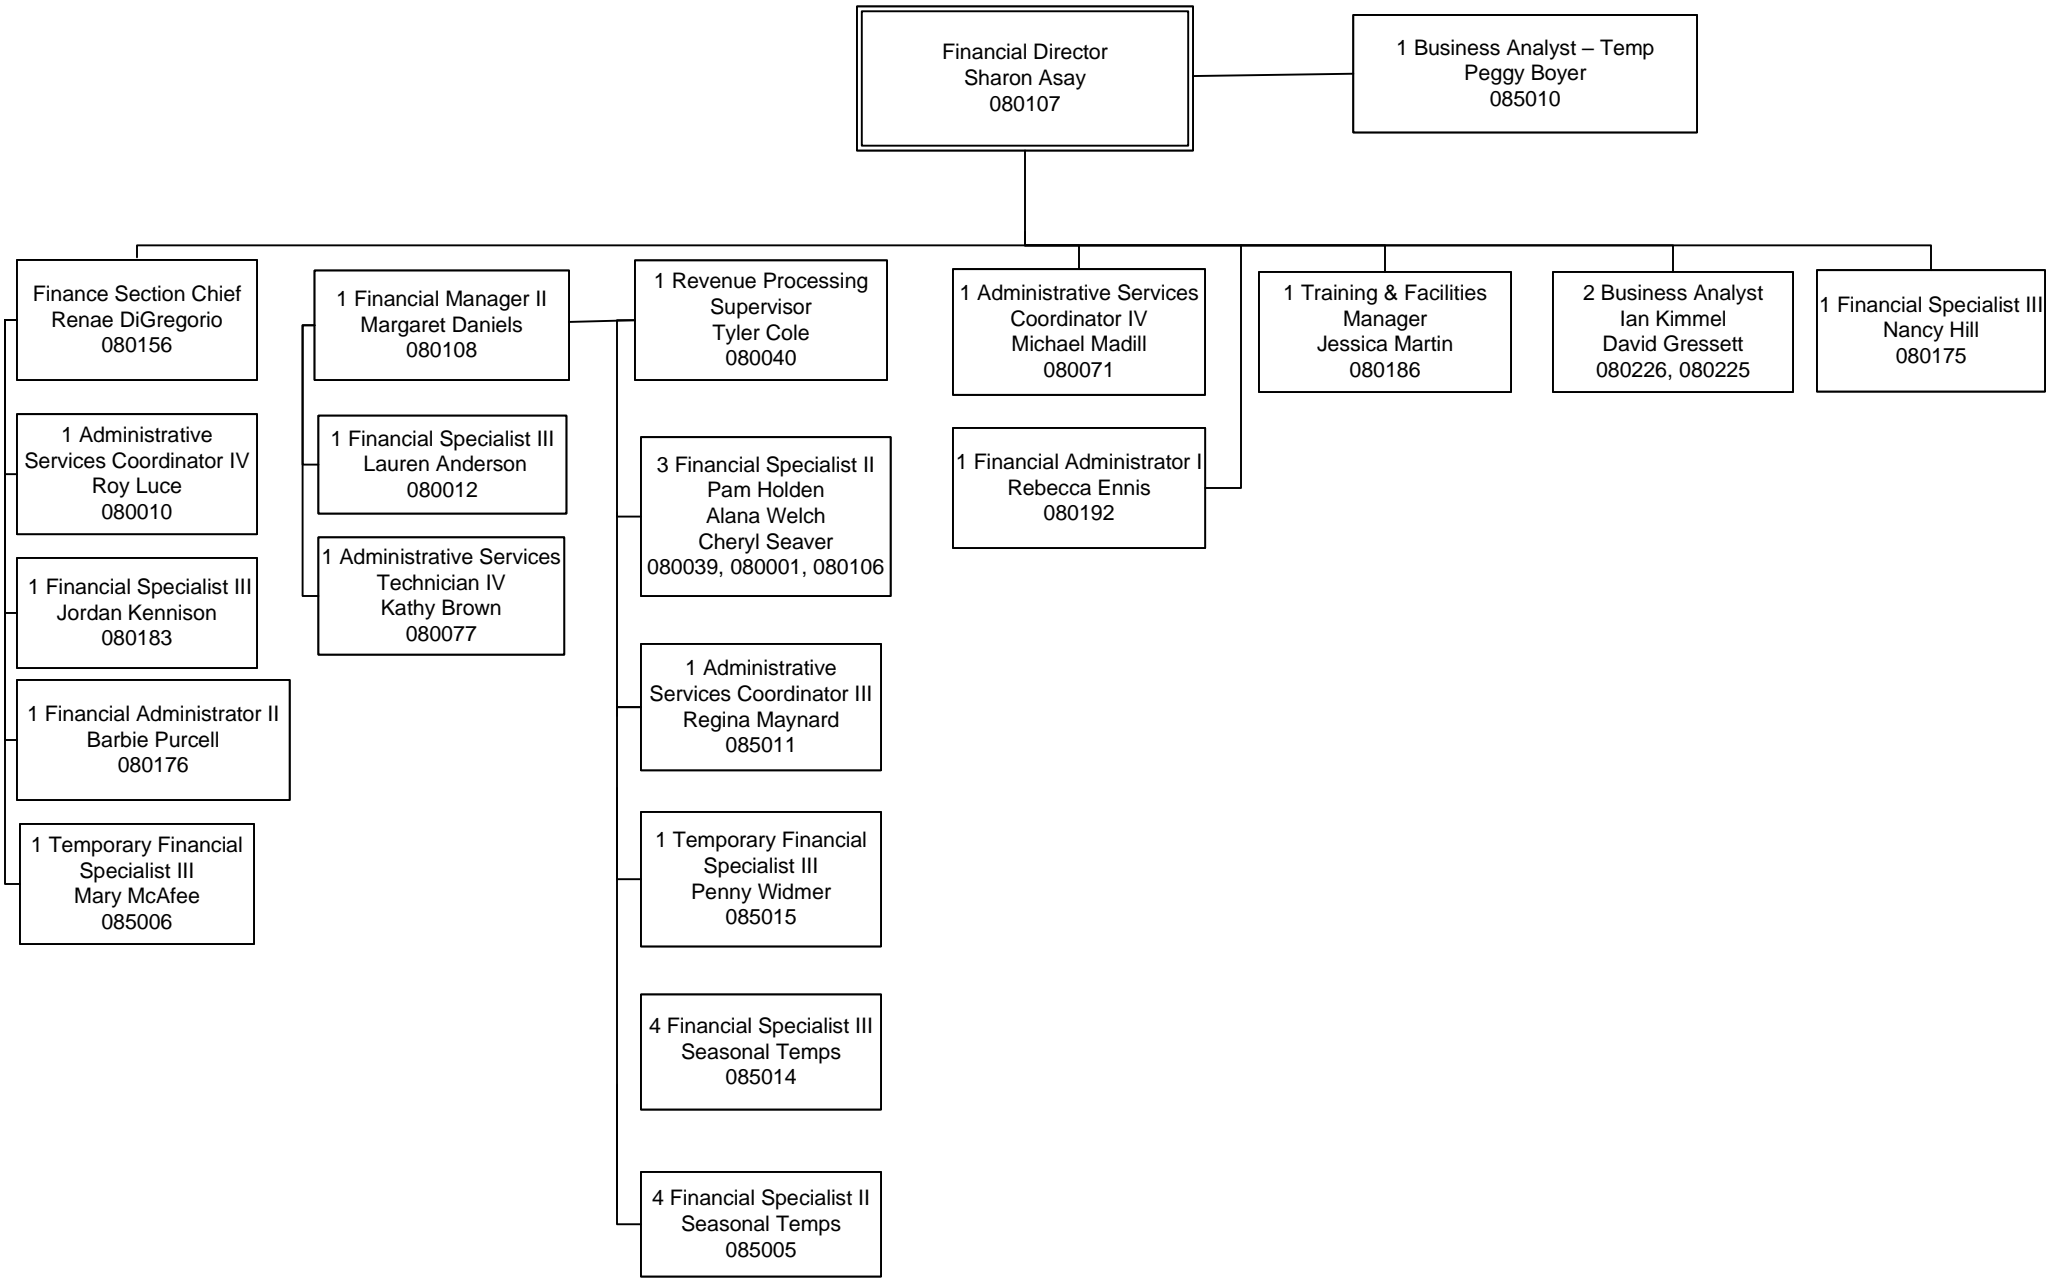 Financial Director
Sharon Asay
080107
1 Business Analyst – Temp
Peggy Boyer
085010
Finance Section Chief
Renae DiGregorio
080156
1 Administrative
Services Coordinator IV
Roy Luce
080010
1 Financial Specialist III
Jordan Kennison
080183
1 Financial Administrator II
Barbie Purcell
080176
1 Temporary Financial
Specialist III
Mary McAfee
085006
1 Financial Manager II
Margaret Daniels
080108
1 Financial Specialist III
Lauren Anderson
080012
1 Administrative Services
Technician IV
Kathy Brown
080077
1 Revenue Processing
Supervisor
Tyler Cole
080040
3 Financial Specialist II
Pam Holden
Alana Welch
Cheryl Seaver
080039, 080001, 080106
1 Administrative
Services Coordinator III
Regina Maynard
085011
1 Temporary Financial
Specialist III
Penny Widmer
085015
4 Financial Specialist III
Seasonal Temps
085014
4 Financial Specialist II
Seasonal Temps
085005
1 Administrative Services
Coordinator IV
Michael Madill
080071
1 Financial Administrator I
Rebecca Ennis
080192
1 Training & Facilities
Manager
Jessica Martin
080186
2 Business Analyst
Ian Kimmel
David Gressett
080226, 080225
1 Financial Specialist III
Nancy Hill
080175